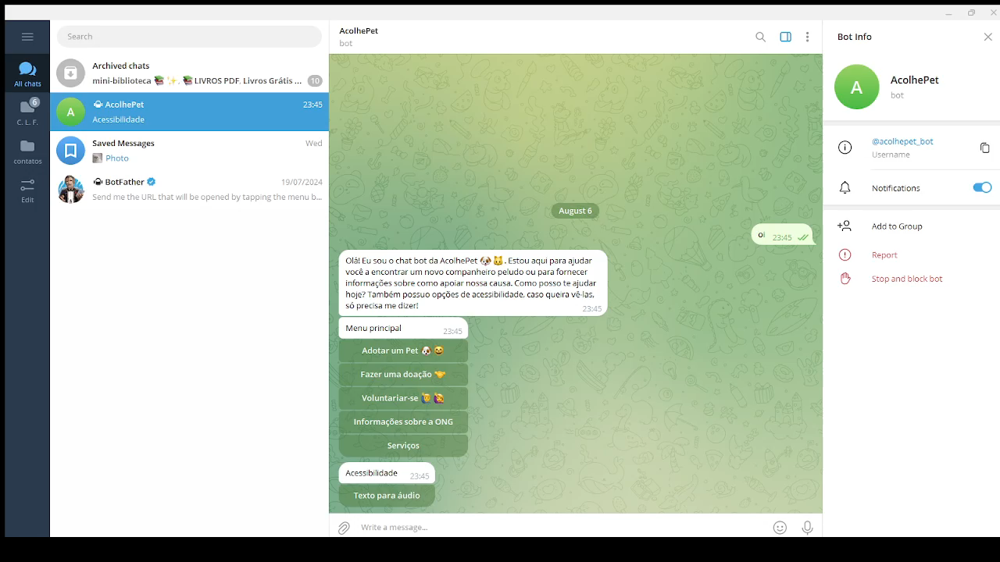 Search
All chats
6
C. L. F.
contatos
Edit
Archived chats
mini-biblioteca 📚✨, 📚LIVROS PDF, Livros Grátis ...
10
AcolhePet
23:45
Acessibilidade
Saved Messages
Wed
Photo
BotFather
19/07/2024
Send me the URL that will be opened by tapping the menu b...
AcolhePet
bot
August 6
oi 23:45
Olá! Eu sou o chat bot da AcolhePet 🐶🐱. Estou aqui para ajudar
você a encontrar um novo companheiro peludo ou para fornecer
informações sobre como apoiar nossa causa. Como posso te ajudar
hoje? Também possuo opções de acessibilidade, caso queira vê-las,
só precisa me dizer!
23:45
Menu principal
23:45
Adotar um Pet 🐶😄
Fazer uma doação 🤝
Voluntariar-se 🙋‍♂️🙋‍♀️
Informações sobre a ONG
Serviços
Acessibilidade
23:45
Texto para áudio
Write a message...
Bot Info
A
AcolhePet
bot
@acolhepet_bot
Username
Notifications
Add to Group
Report
Stop and block bot